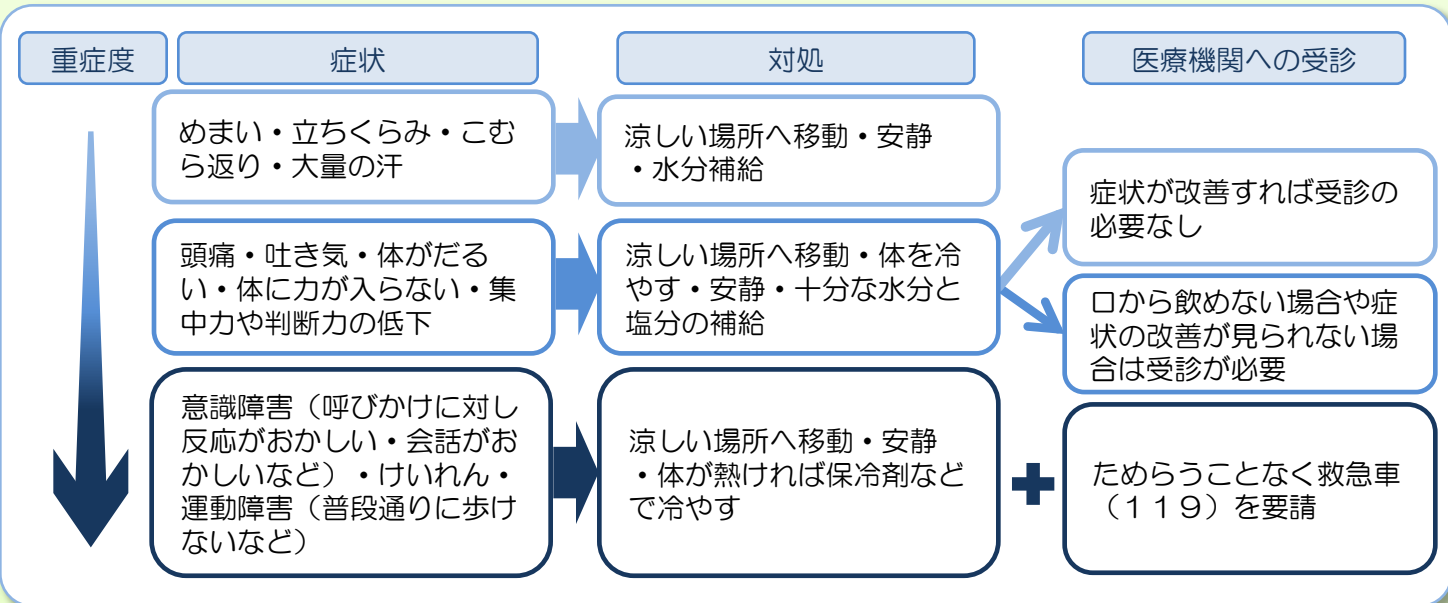 重症度
症状
対処
医療機関への受診
めまい・立ちくらみ・こむ
ら返り・大量の汗
涼しい場所へ移動・安静
・水分補給
頭痛・吐き気・体がだる
い・体に力が入らない・集
中力や判断力の低下
涼しい場所へ移動・体を冷
やす・安静・十分な水分と
塩分の補給
症状が改善すれば受診の
必要なし
口から飲めない場合や症
状の改善が見られない場
合は受診が必要
意識障害（呼びかけに対し
反応がおかしい・会話がお
かしいなど）・けいれん・
運動障害（普段通りに歩け
ないなど）
涼しい場所へ移動・安静
・体が熱ければ保冷剤など
で冷やす
ためらうことなく救急車
（１１９）を要請